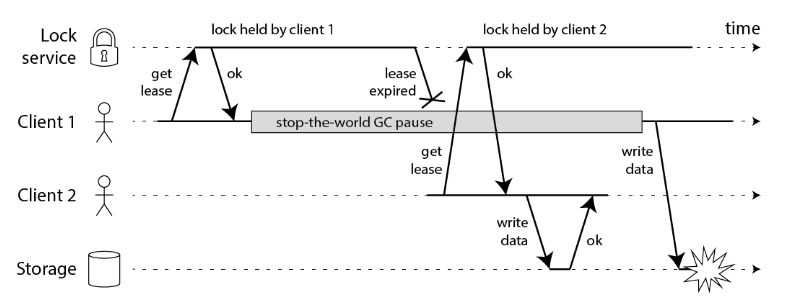 lock held by client 1
lock held by client 2
time
Lock
service
get
lease
ok
lease
expired
ok
Client 1
stop-the-world GC pause
get
lease
write
data
Client 2
write
data
ok
Storage